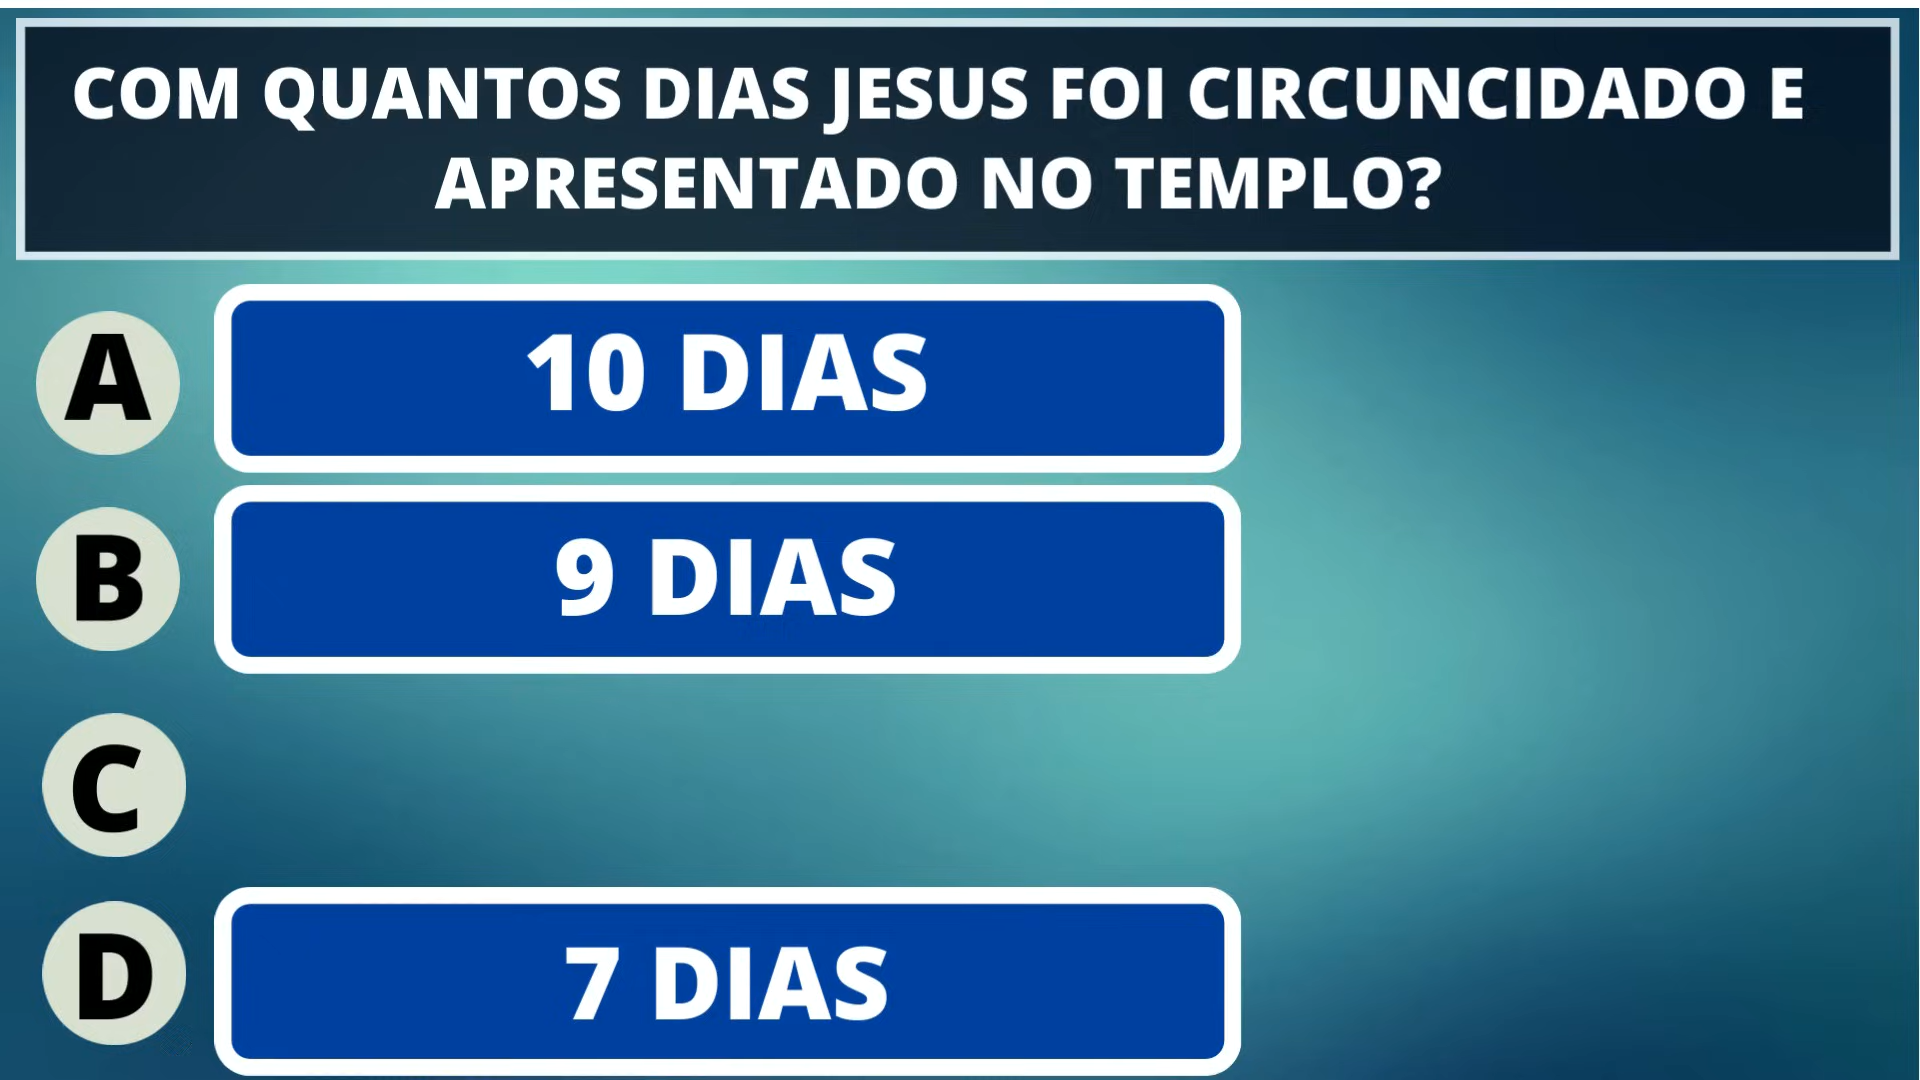 COM QUANTOS DIAS JESUS FOI CIRCUNCIDADO E
APRESENTADO NO TEMPLO?
A
10 DIAS
B
9 DIAS
C
D
7 DIAS